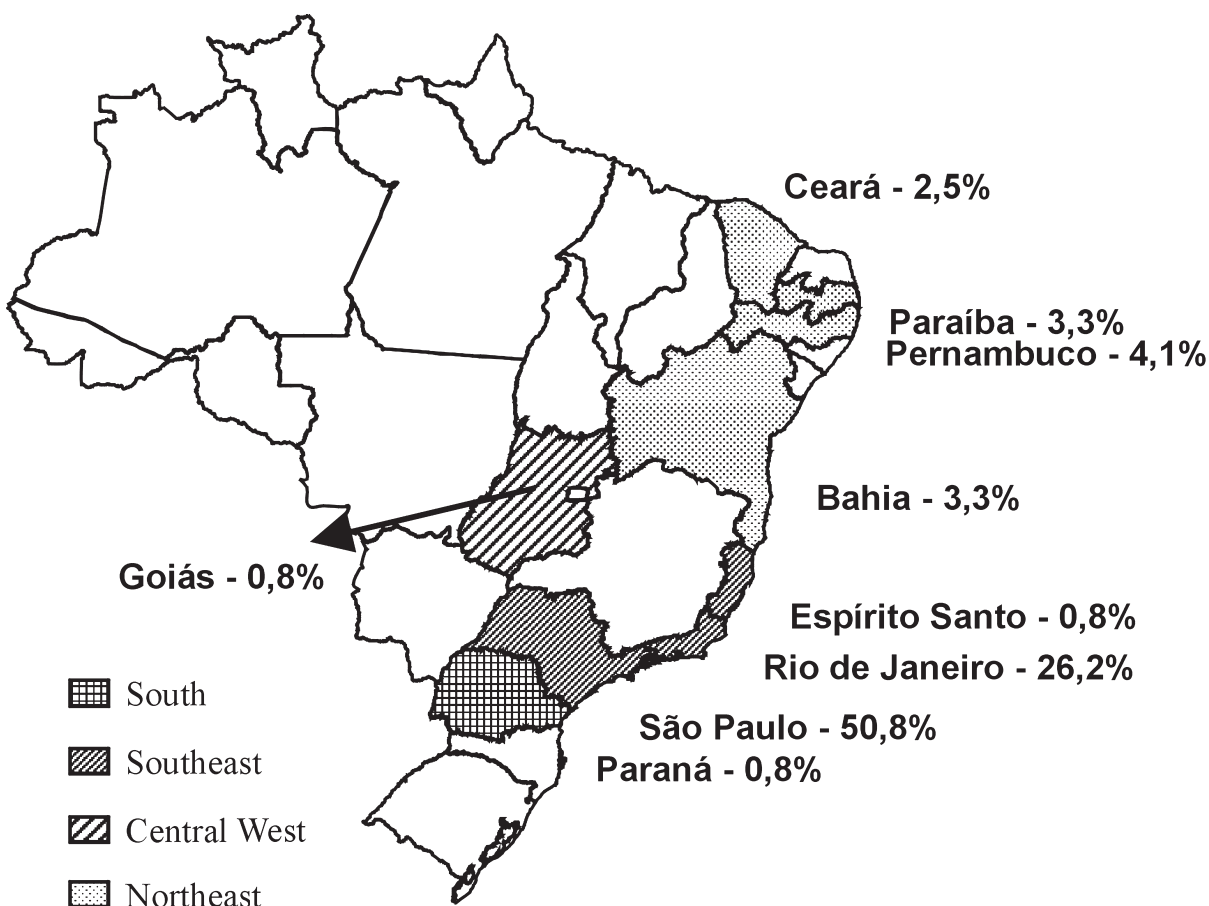 Ceará - 2,5%
Paraíba - 3,3%
Pernambuco - 4,1%
Bahia - 3,3%
Goiás - 0,8%
Espírito Santo - 0,8%
Rio de Janeiro - 26,2%
São Paulo - 50,8%
Paraná - 0,8%
South
Southeast
Central West
Northeast